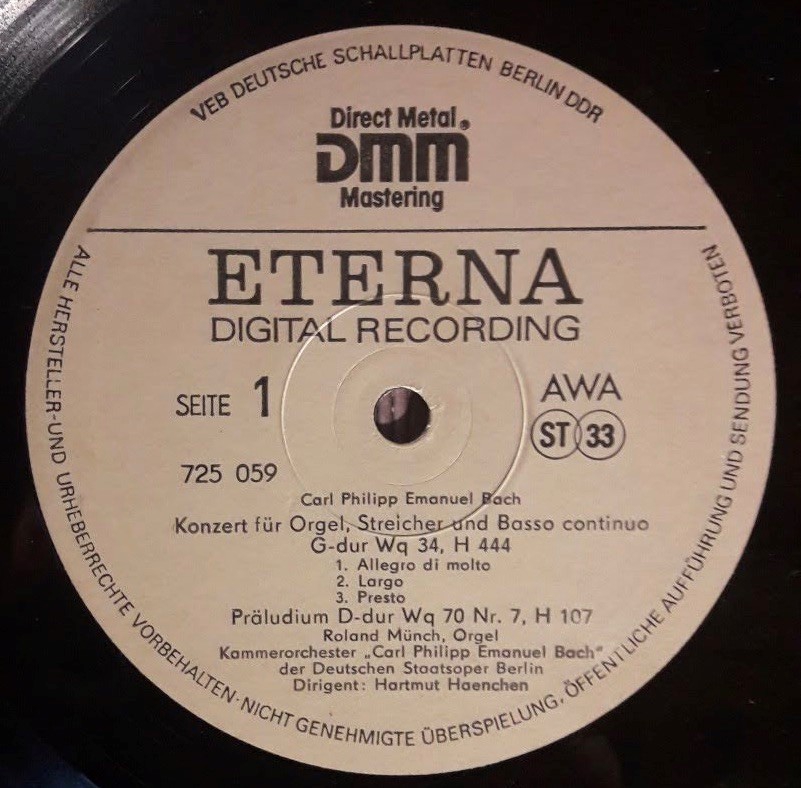 VEB DEUTSCHE SCHALLPLATTEN BERLIN DDR
Direct Metal®
DMM
Mastering
ETERNA
DIGITAL RECORDING
SEITE 1
AWA
ST 33
725 059
Carl Philipp Emanuel Bach
Konzert für Orgel, Streicher und Basso continuo
G-dur Wq 34, H 444
1. Allegro di molto
2. Largo
3. Presto
Präludium D-dur Wq 70 Nr. 7, H 107
Roland Münch, Orgel
Kammerorchester „Carl Philipp Emanuel Bach"
der Deutschen Staatsoper Berlin
Dirigent: Hartmut Haenchen
ALLE HERSTELLER-UND URHEBERRECHTE VORBEHALTEN·NICHT GENEHMIGTE ÜBERSPIELUNG, ÖFFENTLICHE AUFFÜHRUNG UND SENDUNG VERBOTEN